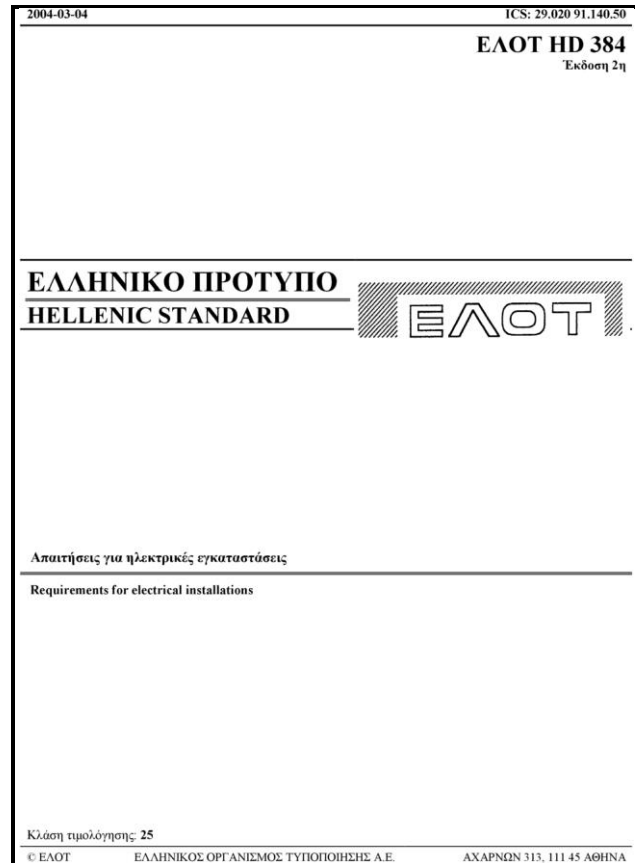 2004-03-04 ICS: 29.020 91.140.50
ΕΛΟΤ HD 384
Έκδοση 2η
ΕΛΛΗΝΙΚΟ ΠΡΟΤΥΠΟ
HELLENIC STANDARD
ΕΛΟΤ
Απαιτήσεις για ηλεκτρικές εγκαταστάσεις
Requirements for electrical installations
Κλάση τιμολόγησης: 25
© ΕΛΟΤ ΕΛΛΗΝΙΚΟΣ ΟΡΓΑΝΙΣΜΟΣ ΤΥΠΟΠΟΙΗΣΗΣ Α.Ε. ΑΧΑΡΝΩΝ 313, 111 45 ΑΘΗΝΑ